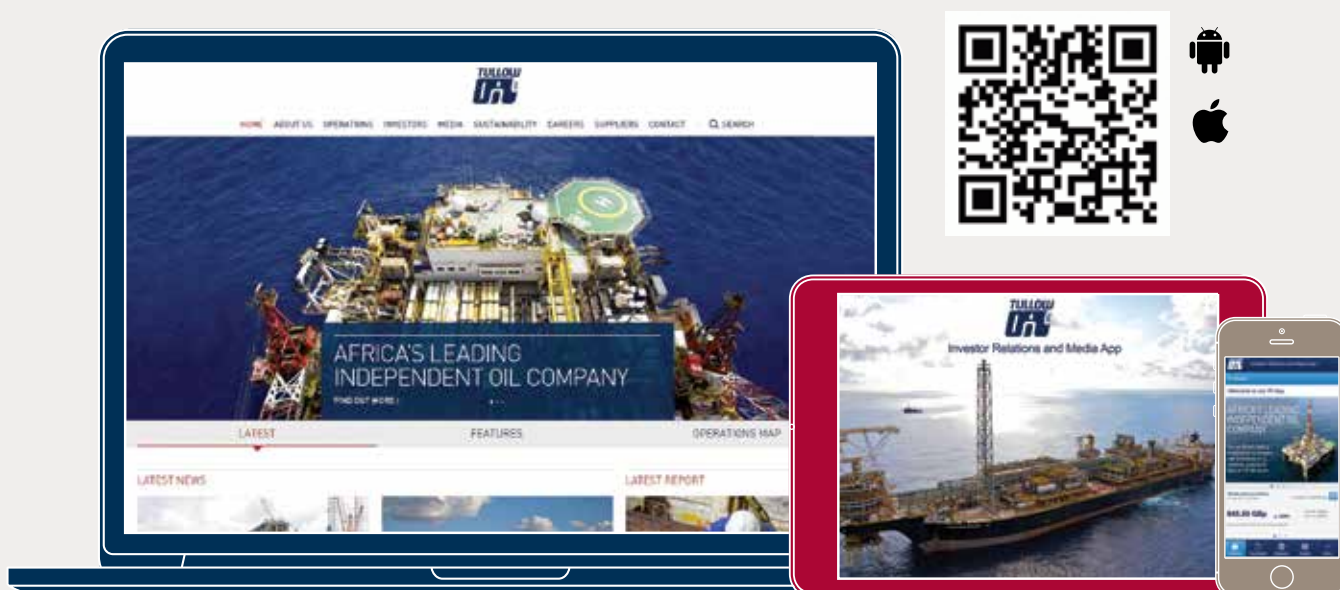 TULLOW
OIL
HOME ABOUT US OPERATIONS INVESTORS MEDIA SUSTAINABILITY CAREERS SUPPLIERS CONTACT SEARCH
AFRICA'S LEADING
INDEPENDENT OIL COMPANY
FIND OUT MORE
LATEST FEATURES OPERATIONS MAP
LATEST NEWS LATEST REPORT
TULLOW
OIL
Investor Relations and Media App
AFRICA'S LEADING
INDEPENDENT OIL
COMPANY